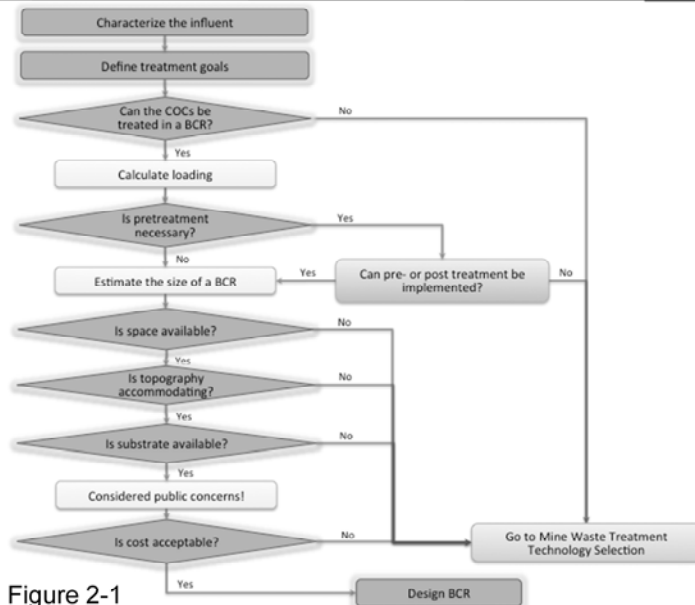 Characterize the influent
Define treatment goals
Can the COCs be
treated in a BCR?
No
Yes
Calculate loading
Is pretreatment
necessary?
Yes
No
Estimate the size of a BCR
Yes
Can pre- or post treatment be
implemented?
No
Is space available?
No
Yes
Is topography
accommodating?
No
Yes
Is substrate available?
No
Yes
Considered public concerns!
Is cost acceptable?
No
Go to Mine Waste Treatment
Technology Selection
Yes
Design BCR
Figure 2-1